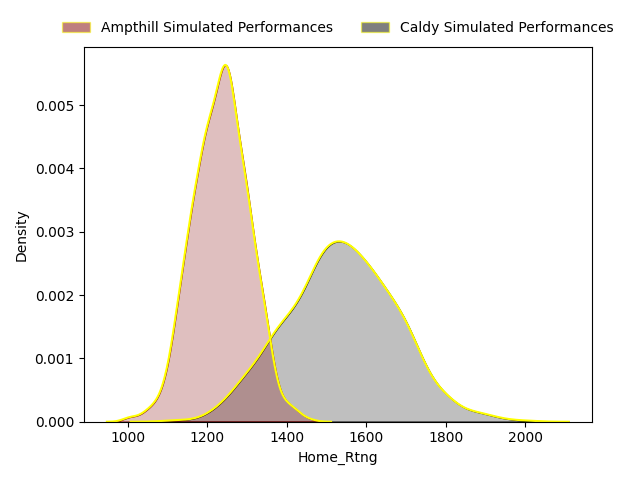 Ampthill Simulated Performances
Caldy Simulated Performances
Density
0.005
0.004
0.003
0.002
0.001
0.000
1000 1200 1400 1600 1800 2000
Home_Rtng